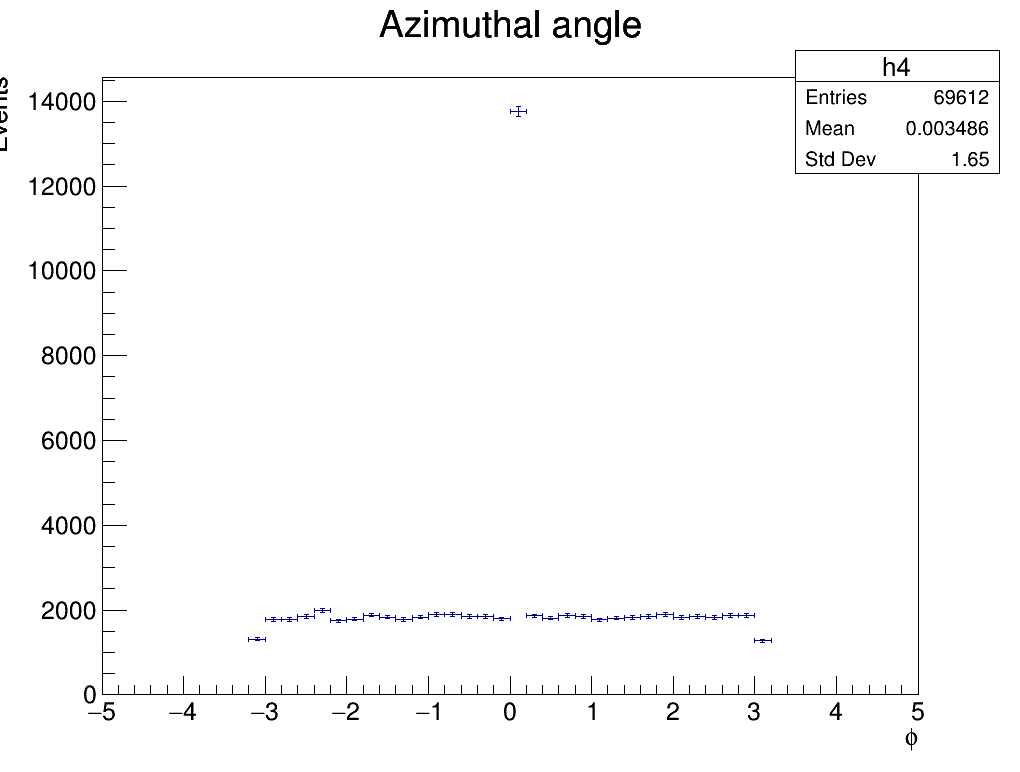 Azimuthal angle
h4
Entries 69612
Mean 0.003486
Std Dev 1.65
Events
14000
12000
10000
8000
6000
4000
2000
0
−5 −4 −3 −2 −1 0 1 2 3 4 5
ϕ